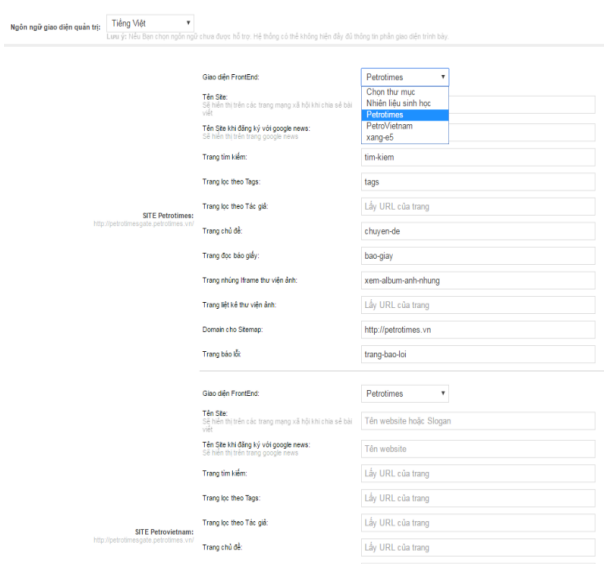 Ngôn ngữ giao diện quản trị: Tiếng Việt
Lưu ý: Nếu Bạn chọn ngôn ngữ chưa được hỗ trợ. Hệ thống có thể không hiện đầy đủ thông tin phần giao diện trình bày.
Giao diện FrontEnd: Petrotimes
Chọn thư mục
Nhiên liệu sinh học
Petrotimes
PetroVietnam
xang-e5
Tên Site:
Sẽ hiển thị trên các trang mạng xã hội khi chia sẻ bài
viết
Tên Site khi đăng ký với google news:
Sẽ hiển thị trên trang google news
Trang tìm kiếm: tim-kiem
Trang lọc theo Tags: tags
Trang lọc theo Tác giả: Lấy URL của trang
SITE Petrotimes:
http://petrotimesgate.petrotimes.vn/
Trang chủ đề: chuyen-de
Trang đọc báo giấy: bao-giay
Trang nhúng Iframe thư viện ảnh: xem-album-anh-nhung
Trang liệt kê thư viện ảnh: Lấy URL của trang
Domain cho Sitemap: http://petrotimes.vn
Trang báo lỗi: trang-bao-loi
Giao diện FrontEnd: Petrotimes
Tên Site: Tên website hoặc Slogan
Sẽ hiển thị trên các trang mạng xã hội khi chia sẻ bài
viết
Tên Site khi đăng ký với google news: Tên website
Sẽ hiển thị trên trang google news
Trang tìm kiếm: Lấy URL của trang
Trang lọc theo Tags: Lấy URL của trang
Trang lọc theo Tác giả: Lấy URL của trang
SITE Petrovietnam:
http://petrotimesgate.petrotimes.vn/
Trang chủ đề: Lấy URL của trang